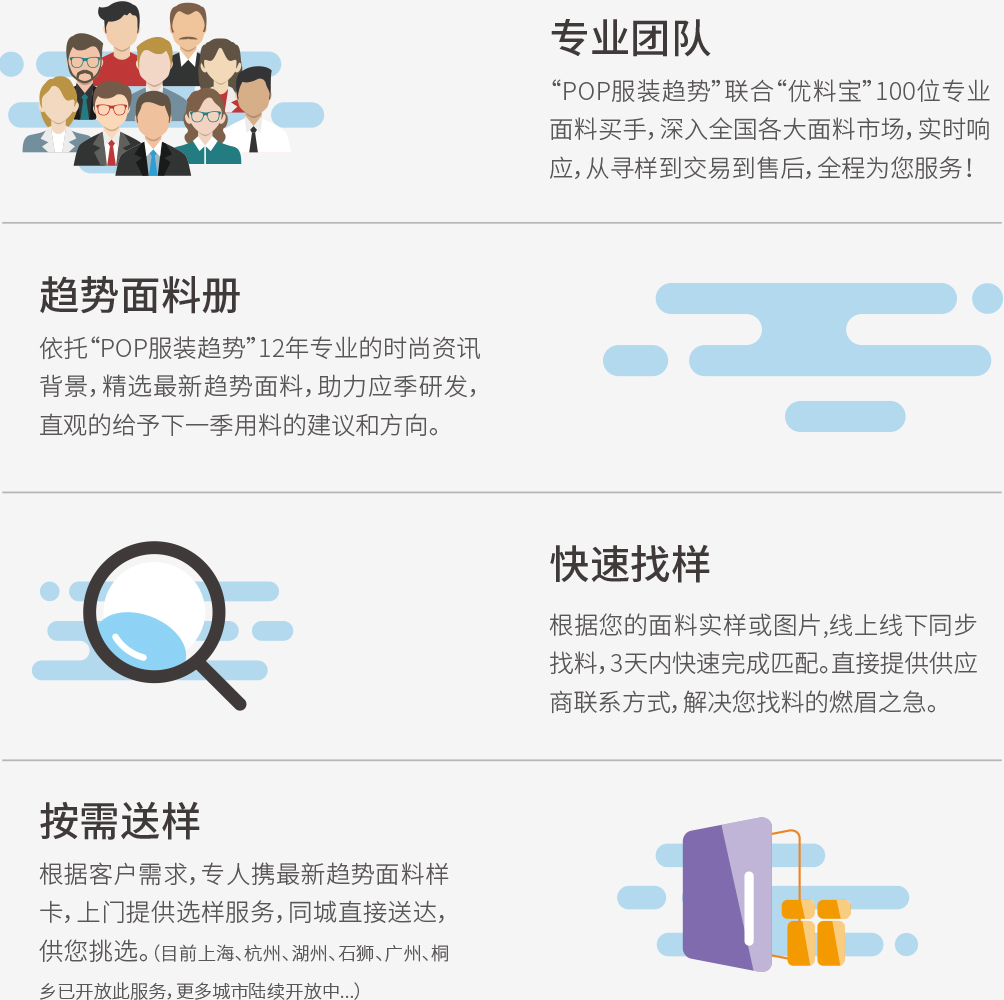 专业团队
“POP服装趋势”联合“优料宝”100位专业
面料买手，深入全国各大面料市场，实时响
应，从寻样到交易到售后，全程为您服务！
趋势面料册
依托“POP服装趋势”12年专业的时尚资讯
背景，精选最新趋势面料，助力应季研发，
直观的给予下一季用料的建议和方向。
快速找样
根据您的面料实样或图片,线上线下同步
找料，3天内快速完成匹配。直接提供供应
商联系方式，解决您找料的燃眉之急。
按需送样
根据客户需求，专人携最新趋势面料样
卡，上门提供选样服务，同城直接送达，
供您挑选。（目前上海、杭州、湖州、石狮、广州、桐
乡已开放此服务，更多城市陆续开放中...）